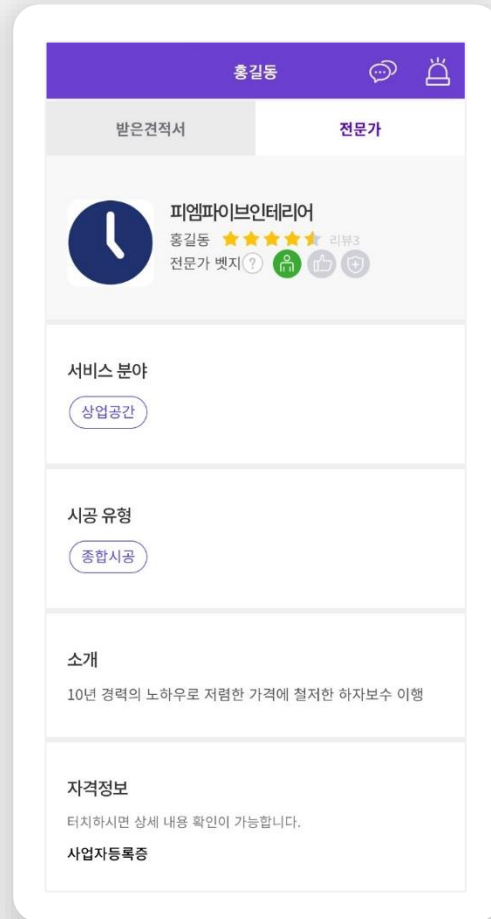 홍길동
받은견적서 전문가
피엠파이브인테리어
홍길동 리뷰3
전문가 벳지 ?
서비스 분야
상업공간
시공 유형
종합시공
소개
10년 경력의 노하우로 저렴한 가격에 철저한 하자보수 이행
자격정보
터치하시면 상세 내용 확인이 가능합니다.
사업자등록증